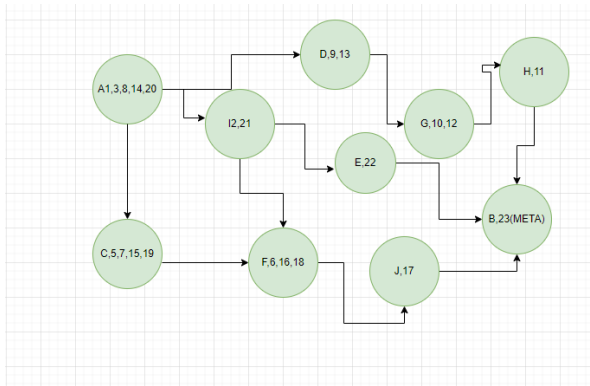 D,9,13
H,11
A1,3,8,14,20
I2,21
G,10,12
E,22
B,23(META)
C,5,7,15,19
F,6,16,18
J,17